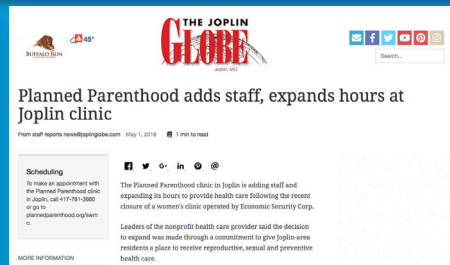 BUFFALO RUN
45°
THE JOPLIN
GLOBE
Joplin, MO
Search...
Planned Parenthood adds staff, expands hours at
Joplin clinic
From staff reports news@joplinglobe.com May 1, 2018 1 min to read
Scheduling
To make an appointment with
the Planned Parenthood clinic
in Joplin, call 417-781-3660
or go to
plannedparenthood.org/swm
o.
MORE INFORMATION
The Planned Parenthood clinic in Joplin is adding staff and
expanding its hours to provide health care following the recent
closure of a women's clinic operated by Economic Security Corp.
Leaders of the nonprofit health care provider said the decision
to expand was made through a commitment to give Joplin-area
residents a place to receive reproductive, sexual and preventive
health care.